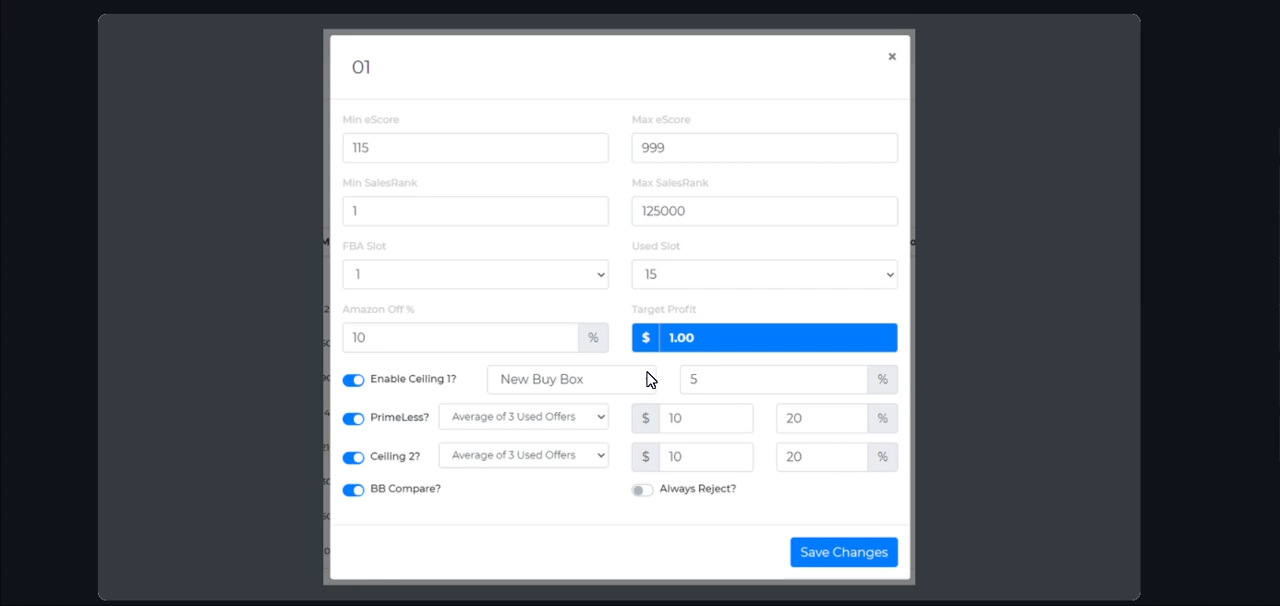 01 ×
Min eScore Max eScore
115 999
Min SalesRank Max SalesRank
1 125000
FBA Slot Used Slot
1 15
Amazon Off % Target Profit
10 % $ 1.00
Enable Ceiling 1? New Buy Box 5 %
PrimeLess? Average of 3 Used Offers $ 10 20 %
Ceiling 2? Average of 3 Used Offers $ 10 20 %
BB Compare? Always Reject?
Save Changes